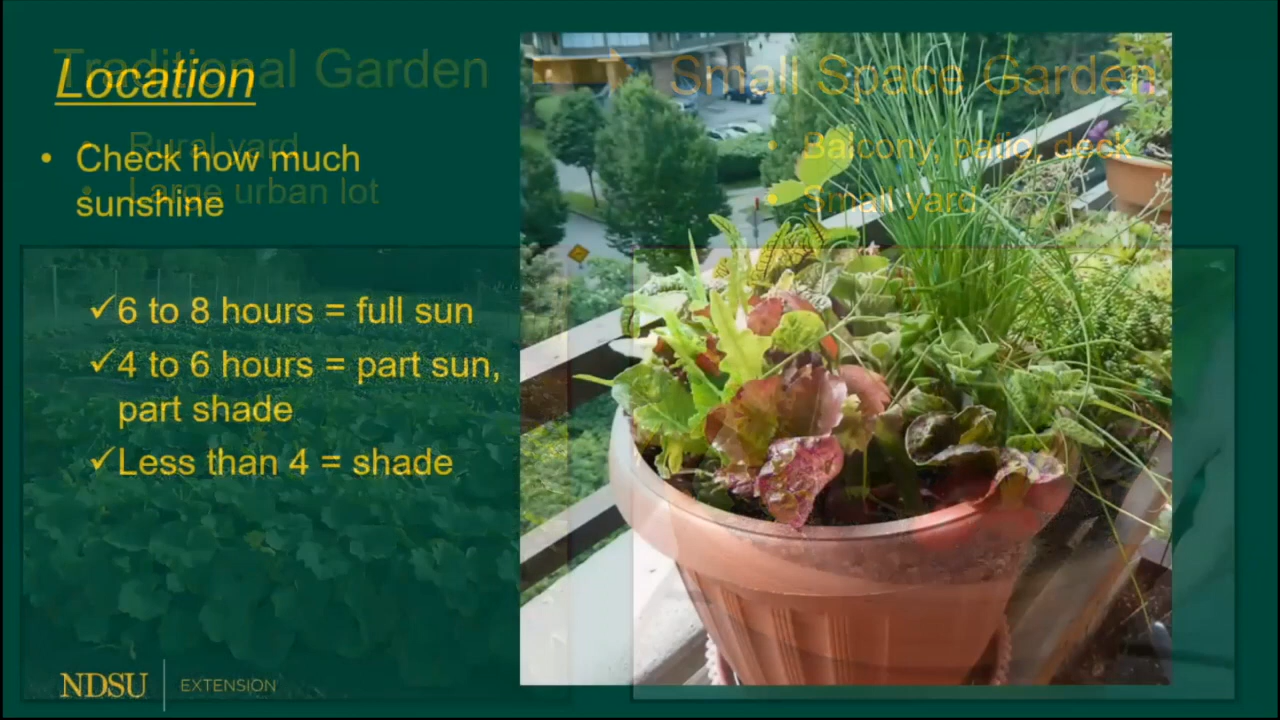 Traditional Garden
Small Space Garden
Location
• Rural yard
• Balcony, patio, deck
• Check how much
sunshine
• Large urban lot
• Small yard
✓6 to 8 hours = full sun
✓4 to 6 hours = part sun,
part shade
✓Less than 4 = shade
NDSU EXTENSION